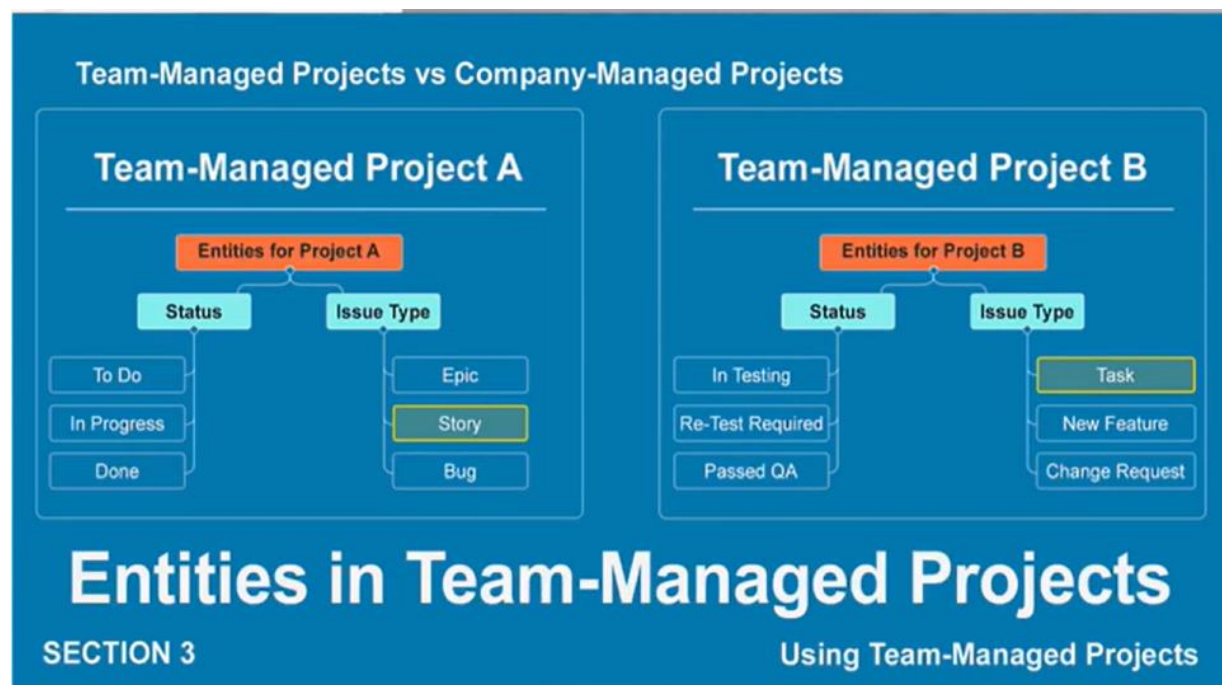 Team-Managed Projects vs Company-Managed Projects
Team-Managed Project A
Entities for Project A
Status
Issue Type
To Do
In Progress
Done
Epic
Story
Bug
Team-Managed Project B
Entities for Project B
Status
Issue Type
In Testing
Re-Test Required
Passed QA
Task
New Feature
Change Request
Entities in Team-Managed Projects
SECTION 3
Using Team-Managed Projects